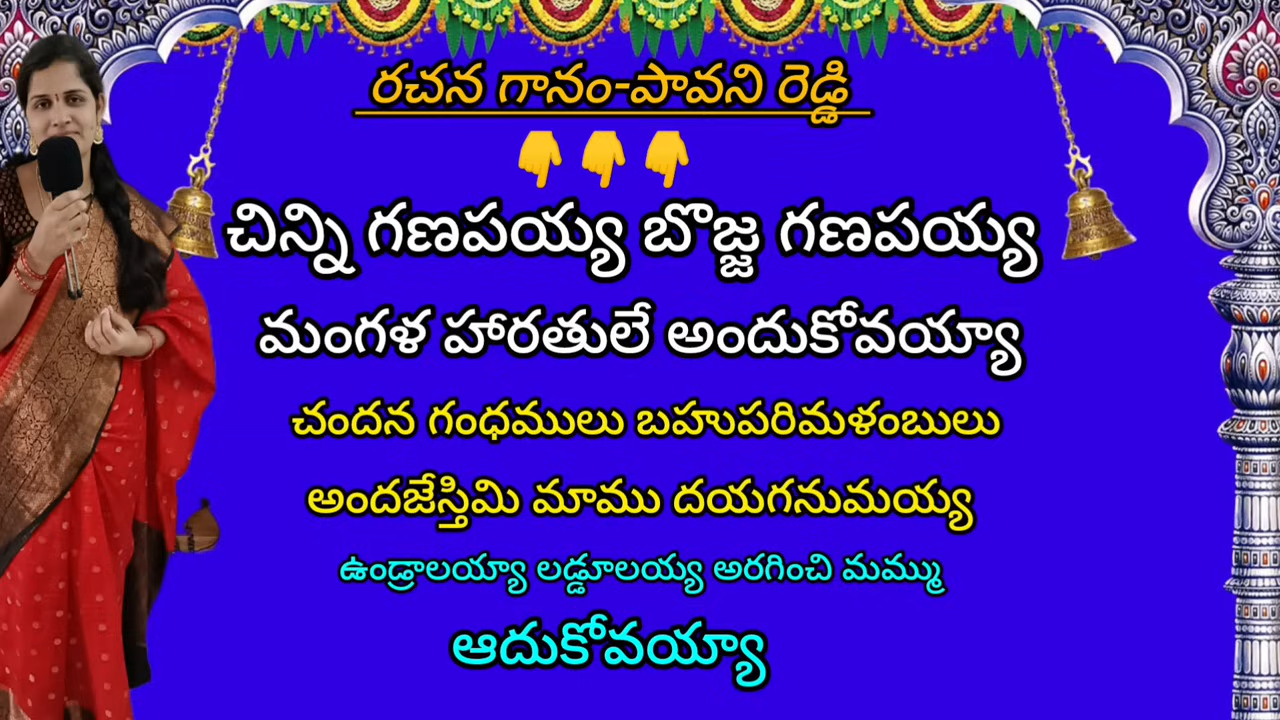 రచన గానం-పావని రెడ్డి
చిన్ని గణపయ్య బొజ్జ గణపయ్య
మంగళ హారతులే అందుకోవయ్యా
చందన గంధములు బహుపరిమళంబులు
అందజేస్తిమి మాము దయగనుమయ్య
ఉండ్రాలయ్యా లడ్డూలయ్య అరగించి మమ్ము
ఆదుకోవయ్యా